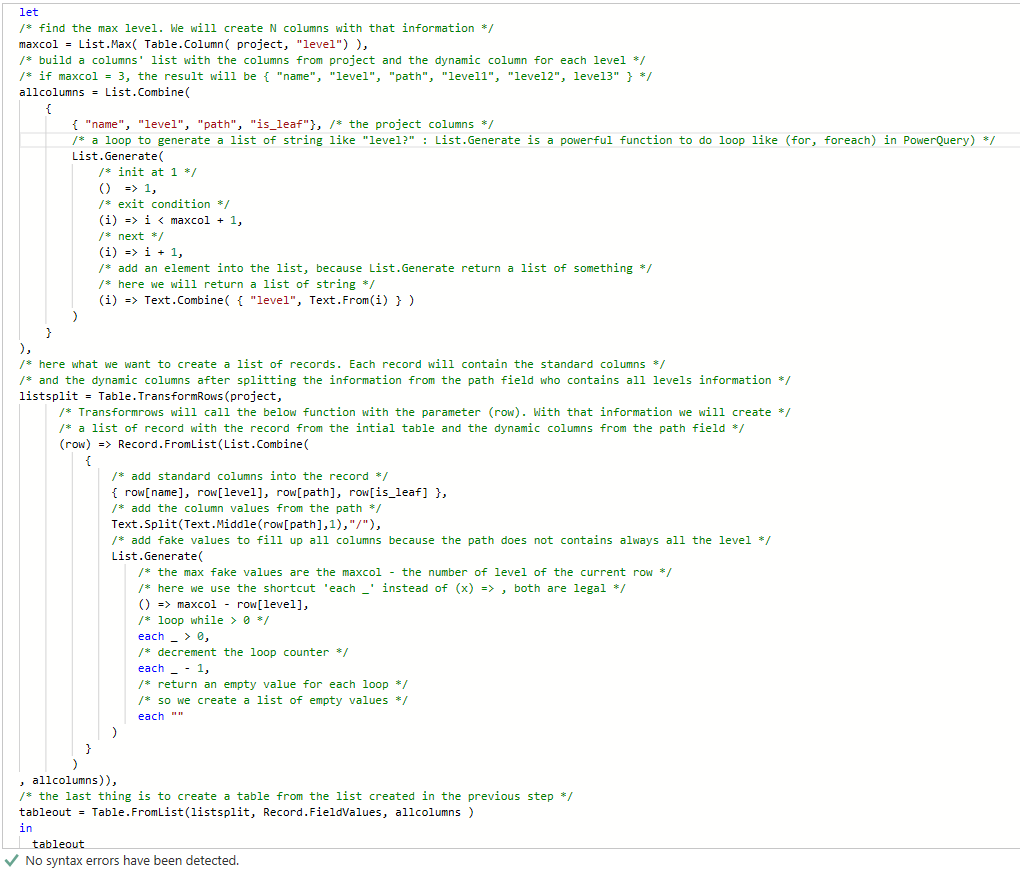 let
/* find the max level. We will create N columns with that information */
maxcol = List.Max( Table.Column( project, "level") ),
/* build a columns' list with the columns from project and the dynamic column for each level */
/* if maxcol = 3, the result will be { "name", "level", "path", "level1", "level2", level3" } */
allcolumns = List.Combine(
{
{ "name", "level", "path", "is_leaf"}, /* the project columns */
/* a loop to generate a list of string like "level?" : List.Generate is a powerful function to do loop like (for, foreach) in PowerQuery) */
List.Generate(
/* init at 1 */
() => 1,
/* exit condition */
(i) => i < maxcol + 1,
/* next */
(i) => i + 1,
/* add an element into the list, because List.Generate return a list of something */
/* here we will return a list of string */
(i) => Text.Combine( { "level", Text.From(i) } )
)
}
),
/* here what we want to create a list of records. Each record will contain the standard columns */
/* and the dynamic columns after splitting the information from the path field who contains all levels information */
listsplit = Table.TransformRows(project,
/* Transformrows will call the below function with the parameter (row). With that information we will create */
/* a list of record with the record from the intial table and the dynamic columns from the path field */
(row) => Record.FromList(List.Combine(
{
/* add standard columns into the record */
{ row[name], row[level], row[path], row[is_leaf] },
/* add the column values from the path */
Text.Split(Text.Middle(row[path],1),"/"),
/* add fake values to fill up all columns because the path does not contains always all the level */
List.Generate(
/* the max fake values are the maxcol - the number of level of the current row */
/* here we use the shortcut 'each _' instead of (x) => , both are legal */
() => maxcol - row[level],
/* loop while > 0 */
each _ > 0,
/* decrement the loop counter */
each _ - 1,
/* return an empty value for each loop */
/* so we create a list of empty values */
each ""
)
}
)
, allcolumns)),
/* the last thing is to create a table from the list created in the previous step */
tableout = Table.FromList(listsplit, Record.FieldValues, allcolumns )
in
tableout
No syntax errors have been detected.